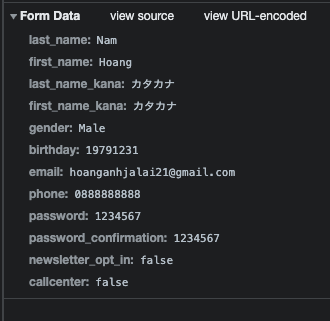 Form Data view source view URL-encoded
last_name: Nam
first_name: Hoang
last_name_kana: カタカナ
first_name_kana: カタカナ
gender: Male
birthday: 19791231
email: hoanganhjalai21@gmail.com
phone: 0888888888
password: 1234567
password_confirmation: 1234567
newsletter_opt_in: false
callcenter: false